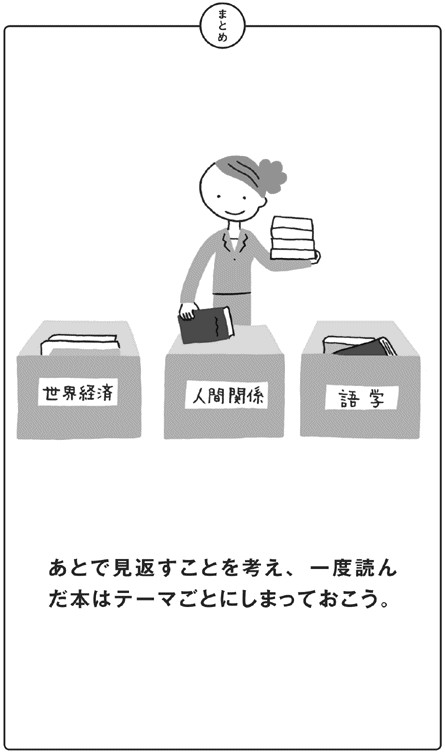 まとめ
世界経済
人間関係
語学
あとで見返すことを考え、一度読ん
だ本はテーマごとにしまっておこう。